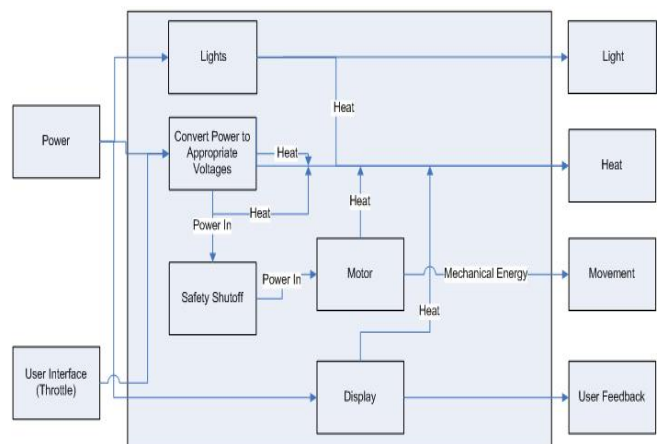 Lights
Light
Heat
Power
Convert Power to
Appropriate
Voltages
Heat
Heat
Heat
Heat
Power In
Safety Shutoff
Power In
Motor
Mechanical Energy
Movement
Heat
User Interface
(Throttle)
Display
User Feedback